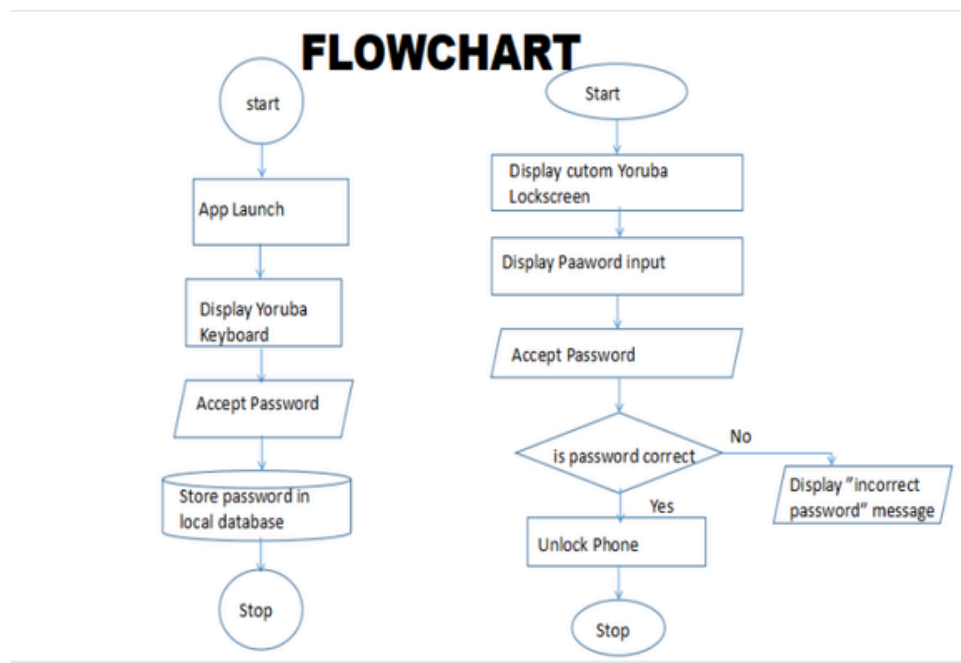 FLOWCHART
start
App Launch
Display Yoruba
Keyboard
Accept Password
Store password in
local database
Stop
Start
Display cutom Yoruba
Lockscreen
Display Paaword input
Accept Password
is password correct
No
Display "incorrect
password" message
Yes
Unlock Phone
Stop